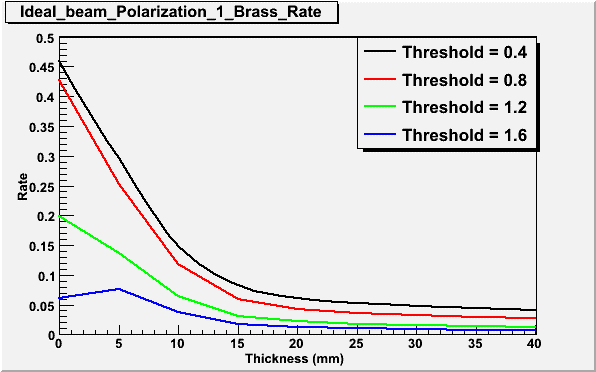 Ideal_beam_Polarization_1_Brass_Rate
Threshold = 0.4
Threshold = 0.8
Threshold = 1.2
Threshold = 1.6
Rate
0.5
0.45
0.4
0.35
0.3
0.25
0.2
0.15
0.1
0.05
0
0 5 10 15 20 25 30 35 40
Thickness (mm)